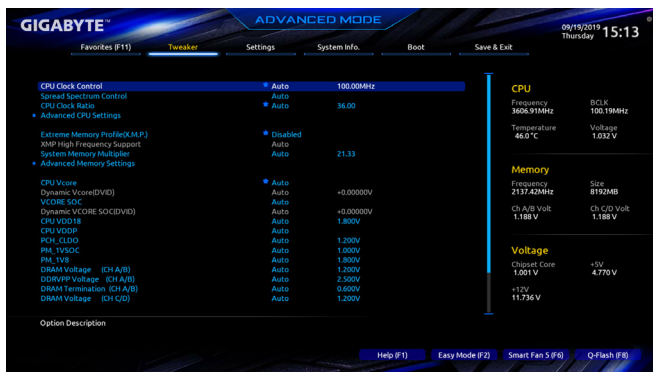 GIGABYTE™
ADVANCED MODE
09/19/2019 Thursday 15:13
Favorites (F11) Tweaker Settings System Info. Boot Save & Exit
CPU Clock Control Auto 100.00MHz
Spread Spectrum Control Auto
CPU Clock Ratio Auto 36.00
Advanced CPU Settings
Extreme Memory Profile(X.M.P.) Disabled
XMP High Frequency Support Auto
System Memory Multiplier Auto 21.33
Advanced Memory Settings
CPU Vcore Auto
Dynamic Vcore(DVID) Auto +0.00000V
VCORE SOC Auto
Dynamic VCORE SOC(DVID) Auto +0.00000V
CPU VDD18 Auto 1.800V
CPU VDDP Auto
PCH_CLDO Auto 1.200V
PM_1VSOC Auto 1.000V
PM_1V8 Auto 1.800V
DRAM Voltage (CH A/B) Auto 1.200V
DDRVPP Voltage (CH A/B) Auto 2.500V
DRAM Termination (CH A/B) Auto 0.600V
DRAM Voltage (CH C/D) Auto 1.200V
CPU
Frequency BCLK
3606.91MHz 100.19MHz
Temperature Voltage
46.0°C 1.032 V
Memory
Frequency Size
2137.42MHz 8192MB
Ch A/B Volt Ch C/D Volt
1.188 V 1.188 V
Voltage
Chipset Core +5V
1.001 V 4.770 V
+12V
11.736 V
Option Description
Help (F1) Easy Mode (F2) Smart Fan 5 (F6) Q-Flash (F8)